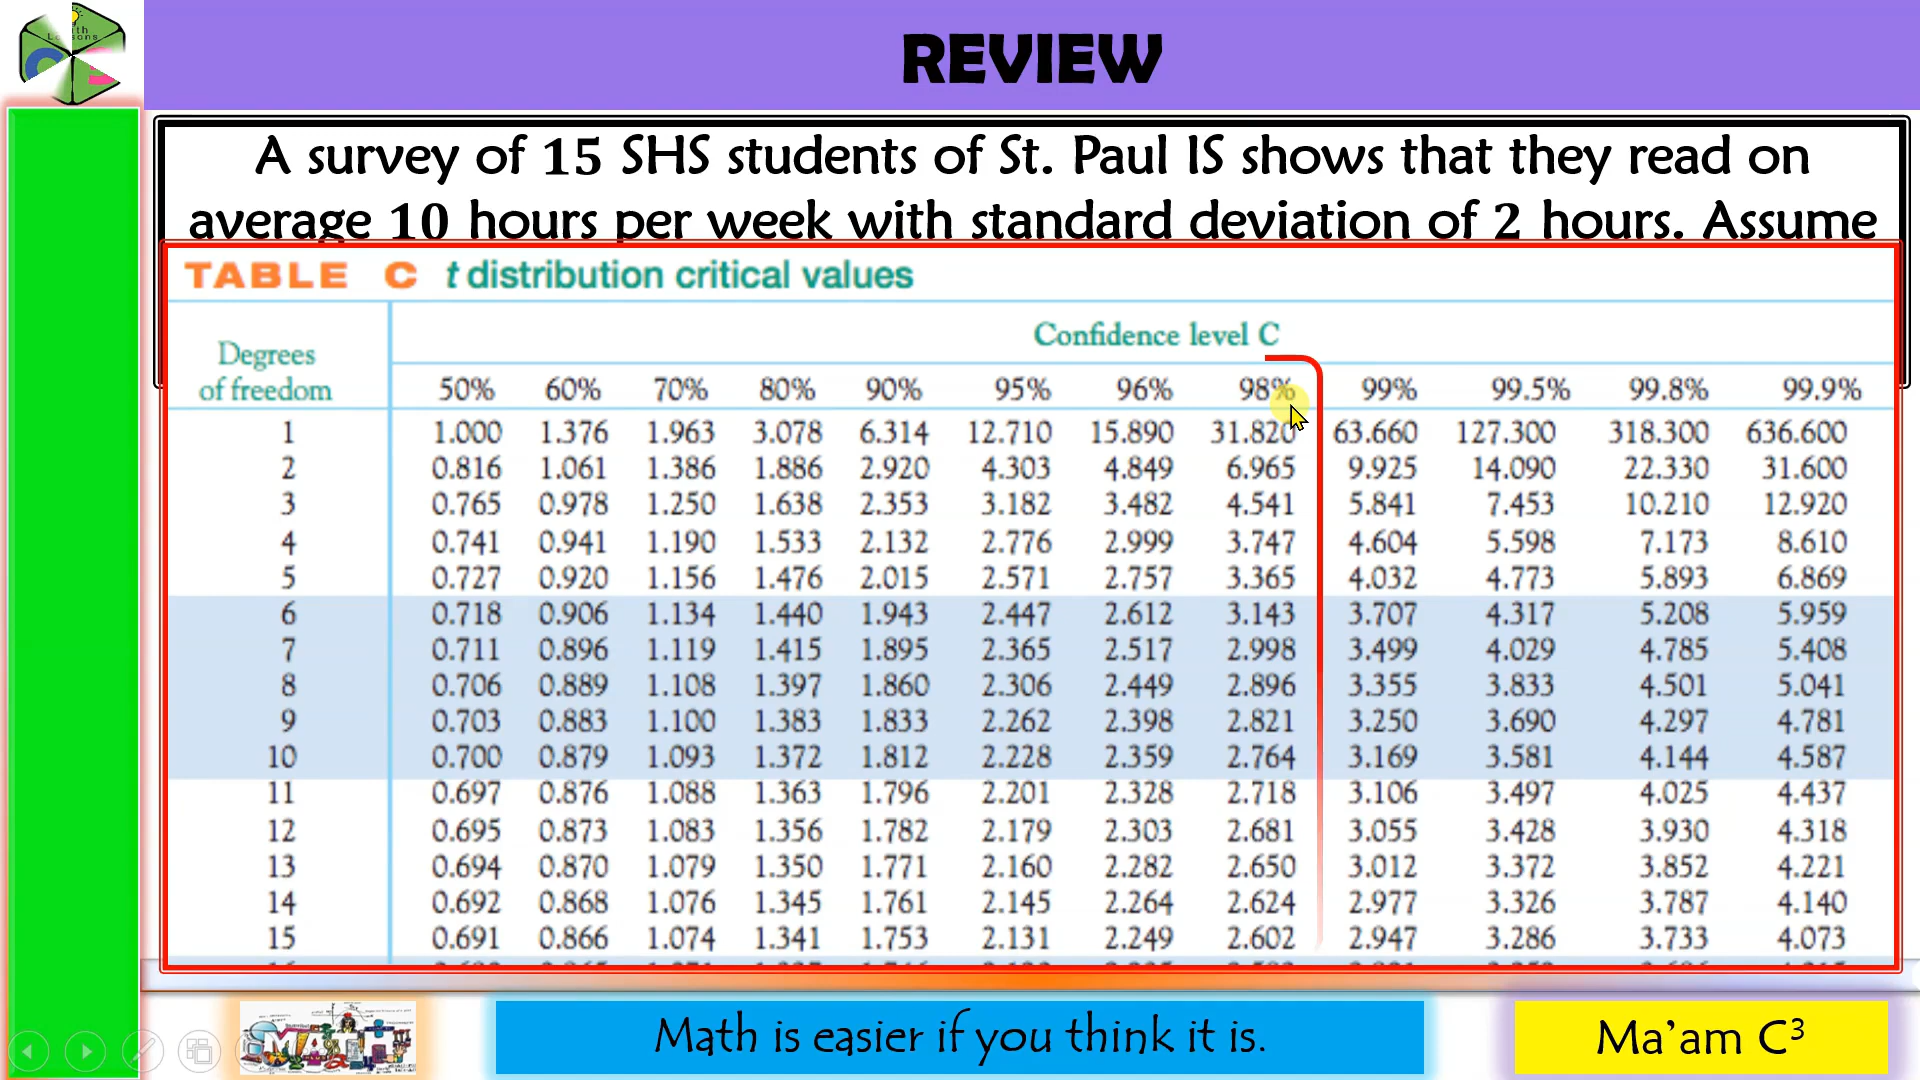 REVIEW
A survey of 15 SHS students of St. Paul IS shows that they read on
average 10 hours per week with standard deviation of 2 hours. Assume
TABLE C t distribution critical values
Confidence level C
Degrees
of freedom 50% 60% 70% 80% 90% 95% 96% 98% 99% 99.5% 99.8% 99.9%
1 1.000 1.376 1.963 3.078 6.314 12.710 15.890 31.820 63.660 127.300 318.300 636.600
2 0.816 1.061 1.386 1.886 2.920 4.303 4.849 6.965 9.925 14.090 22.330 31.600
3 0.765 0.978 1.250 1.638 2.353 3.182 3.482 4.541 5.841 7.453 10.210 12.920
4 0.741 0.941 1.190 1.533 2.132 2.776 2.999 3.747 4.604 5.598 7.173 8.610
5 0.727 0.920 1.156 1.476 2.015 2.571 2.757 3.365 4.032 4.773 5.893 6.869
6 0.718 0.906 1.134 1.440 1.943 2.447 2.612 3.143 3.707 4.317 5.208 5.959
7 0.711 0.896 1.119 1.415 1.895 2.365 2.517 2.998 3.499 4.029 4.785 5.408
8 0.706 0.889 1.108 1.397 1.860 2.306 2.449 2.896 3.355 3.833 4.501 5.041
9 0.703 0.883 1.100 1.383 1.833 2.262 2.398 2.821 3.250 3.690 4.297 4.781
10 0.700 0.879 1.093 1.372 1.812 2.228 2.359 2.764 3.169 3.581 4.144 4.587
11 0.697 0.876 1.088 1.363 1.796 2.201 2.328 2.718 3.106 3.497 4.025 4.437
12 0.695 0.873 1.083 1.356 1.782 2.179 2.303 2.681 3.055 3.428 3.930 4.318
13 0.694 0.870 1.079 1.350 1.771 2.160 2.282 2.650 3.012 3.372 3.852 4.221
14 0.692 0.868 1.076 1.345 1.761 2.145 2.264 2.624 2.977 3.326 3.787 4.140
15 0.691 0.866 1.074 1.341 1.753 2.131 2.249 2.602 2.947 3.286 3.733 4.073
MATH
Math is easier if you think it is.
Ma’am C³